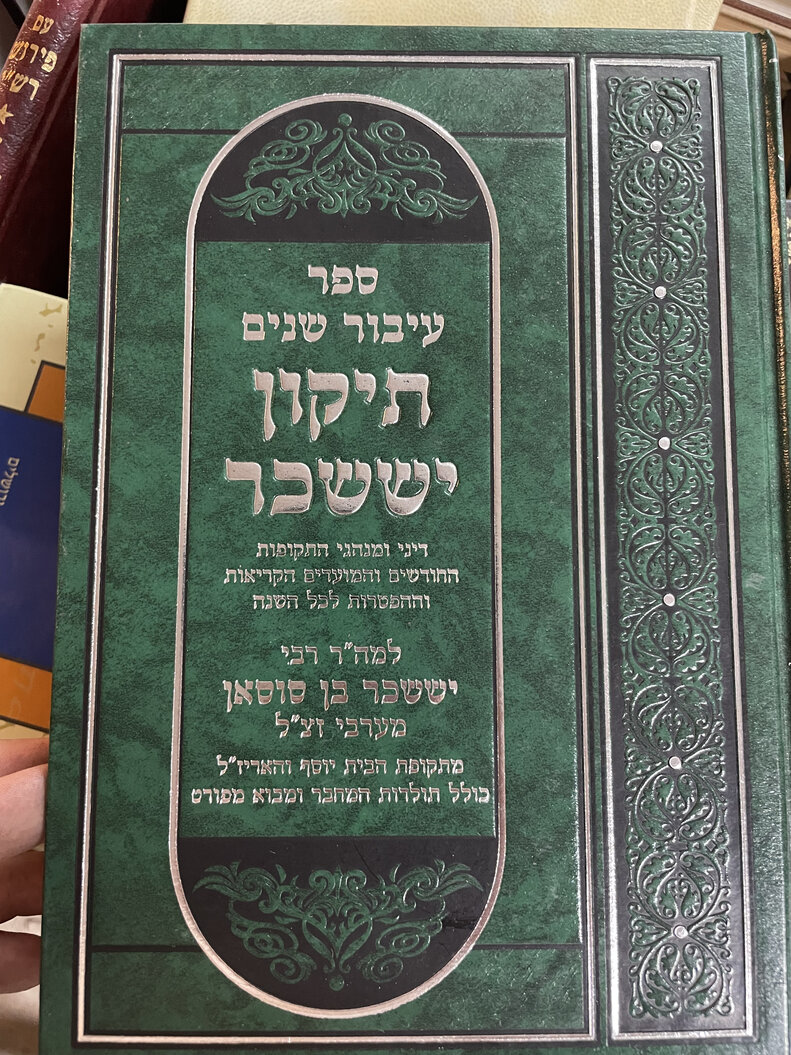 ספר
עיבור שנים
תיקון
יששכר
דיני ומנהגי התקופות
החודשים והמועדים הקריאות
וההפטרות לכל השנה
למה"ר רבי
יששכר בן סוסאן
מערבי זצ"ל
מתקופת הבית יוסף והאריז"ל
כולל תולדות המחבר ומבוא מפורט
עם